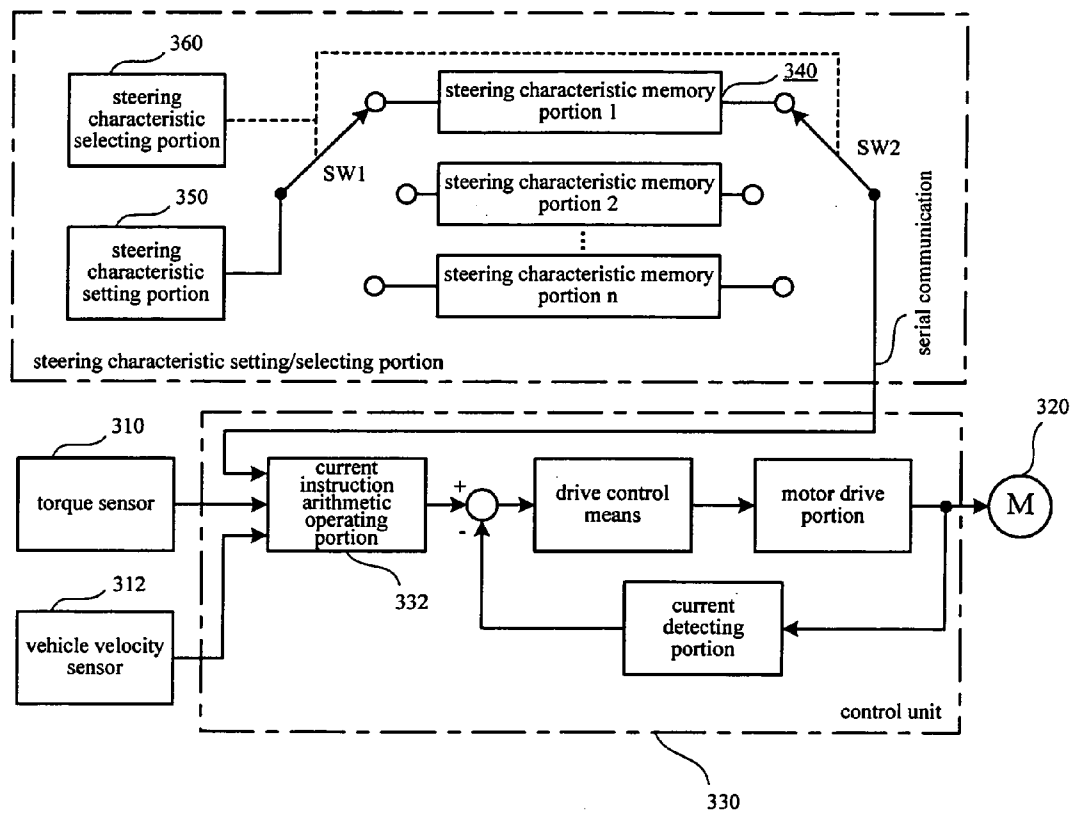 360
steering
characteristic
selecting portion
steering characteristic memory
portion 1
340
SW1
SW2
350
steering
characteristic
setting portion
steering characteristic memory
portion 2
steering characteristic memory
portion n
serial communication
steering characteristic setting/selecting portion
310
torque sensor
current
instruction
arithmetic
operating
portion
332
+
-
drive control
means
motor drive
portion
320
M
312
vehicle velocity
sensor
current
detecting
portion
control unit
330